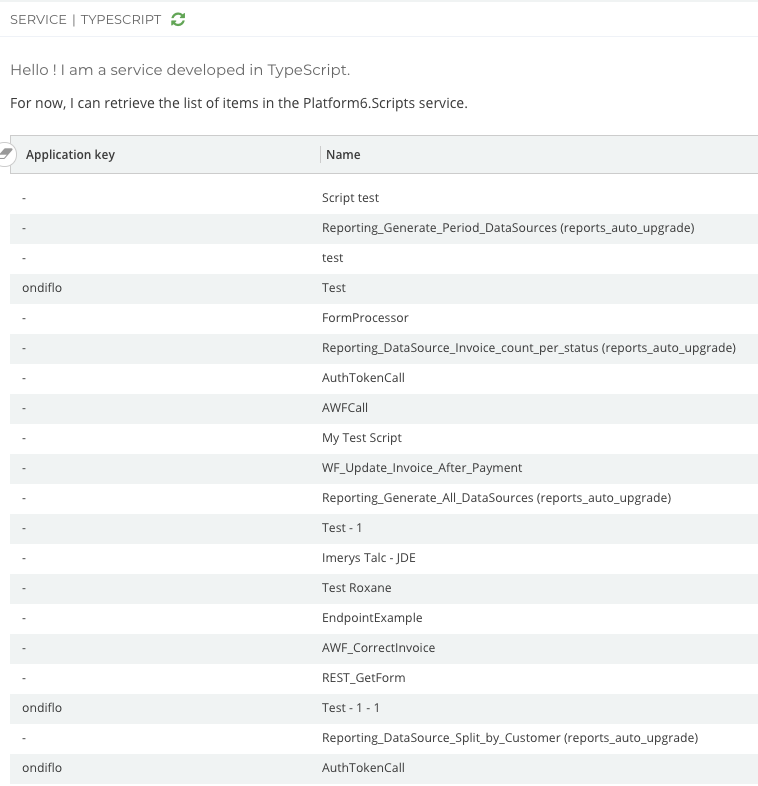 SERVICE | TYPESCRIPT
Hello ! I am a service developed in TypeScript.
For now, I can retrieve the list of items in the Platform6.Scripts service.
Application key Name
- Script test
- Reporting_Generate_Period_DataSources (reports_auto_upgrade)
- test
ondiflo Test
- FormProcessor
- Reporting_DataSource_Invoice_count_per_status (reports_auto_upgrade)
- AuthTokenCall
- AWFCall
- My Test Script
- WF_Update_Invoice_After_Payment
- Reporting_Generate_All_DataSources (reports_auto_upgrade)
- Test - 1
- Imerys Talc - JDE
- Test Roxane
- EndpointExample
- AWF_CorrectInvoice
- REST_GetForm
ondiflo Test - 1 - 1
- Reporting_DataSource_Split_by_Customer (reports_auto_upgrade)
ondiflo AuthTokenCall